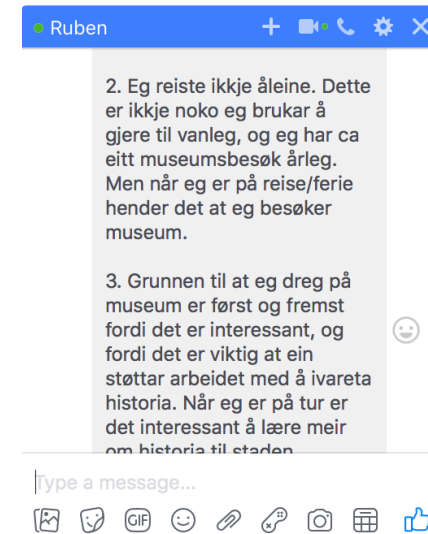 Ruben
2. Eg reiste ikkje åleine. Dette
er ikkje noko eg brukar å
gjere til vanleg, og eg har ca
eitt museumsbesøk årleg.
Men når eg er på reise/ferie
hender det at eg besøker
museum.
3. Grunnen til at eg dreg på
museum er først og fremst
fordi det er interessant, og
fordi det er viktig at ein
støttar arbeidet med å ivareta
historia. Når eg er på tur er
det interessant å lære meir
om historia til staden
Type a message...
GIF